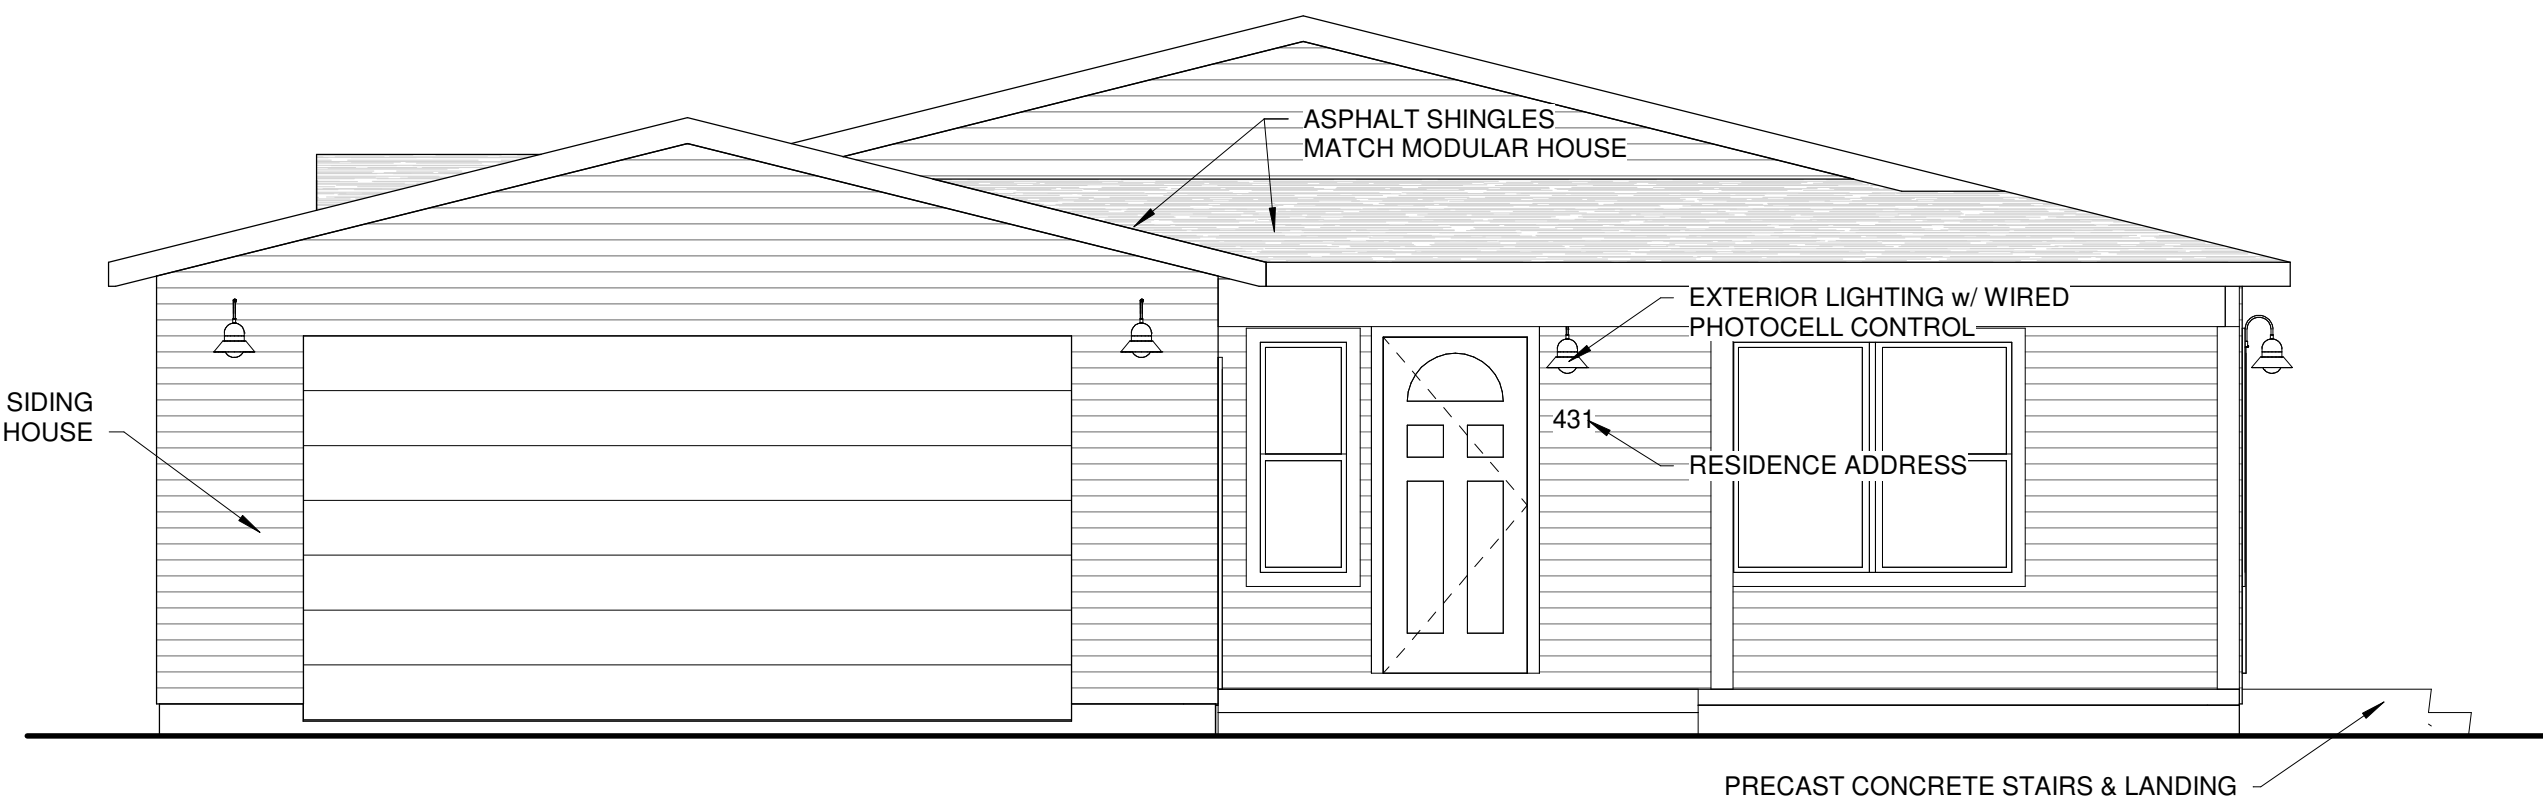 ASPHALT SHINGLES
MATCH MODULAR HOUSE
EXTERIOR LIGHTING w/ WIRED
PHOTOCELL CONTROL
SIDING
HOUSE
431
RESIDENCE ADDRESS
PRECAST CONCRETE STAIRS & LANDING